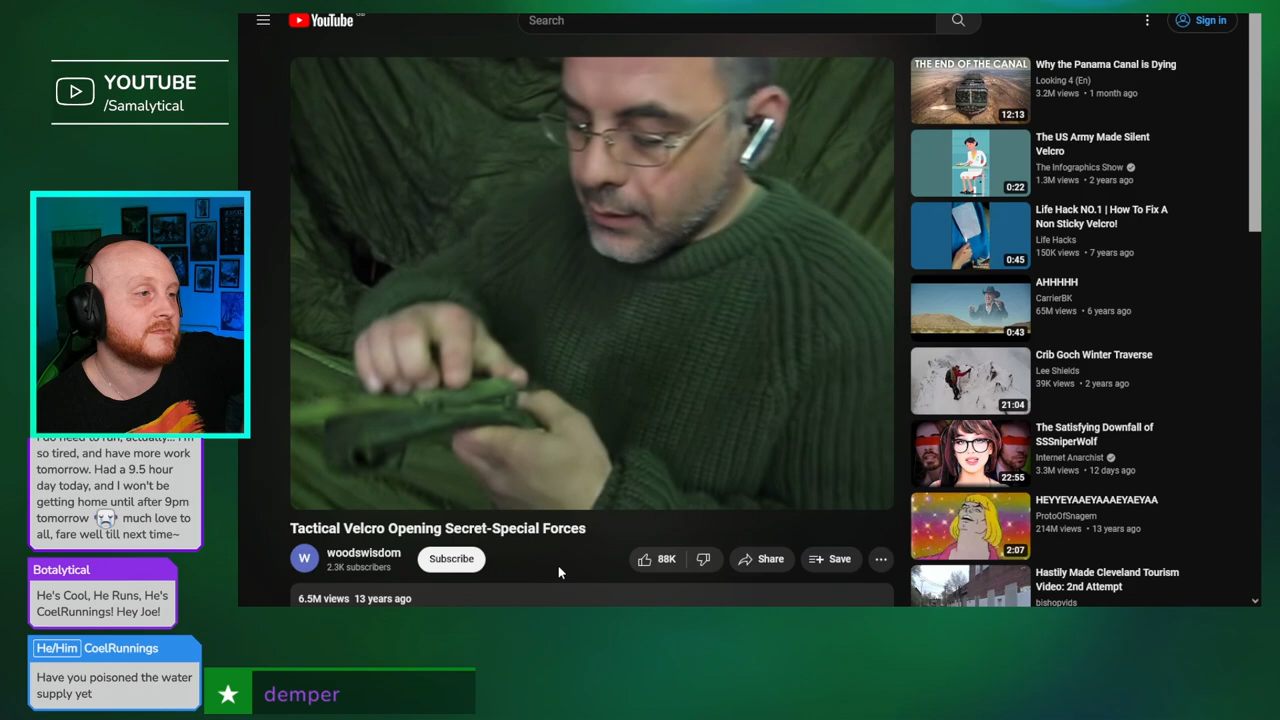 YouTube
GB
Search
Sign in
YOUTUBE
/Samalytical
I do need to run, actually... I'm
so tired, and have more work
tomorrow. Had a 9.5 hour
day today, and I won't be
getting home until after 9pm
tomorrow 😭 much love to
all, fare well till next time~
Botalytical
He's Cool, He Runs, He's
CoelRunnings! Hey Joe!
He/Him CoelRunnings
Have you poisoned the water
supply yet
demper
Tactical Velcro Opening Secret-Special Forces
W
woodswisdom
2.3K subscribers
Subscribe
88K
Share
Save
6.5M views 13 years ago
THE END OF THE CANAL
12:13
Why the Panama Canal is Dying
Looking 4 (En)
3.2M views • 1 month ago
0:22
The US Army Made Silent
Velcro
The Infographics Show
1.3M views • 2 years ago
0:45
Life Hack NO.1 | How To Fix A
Non Sticky Velcro!
Life Hacks
150K views • 7 years ago
0:43
AHHHHH
CarrierBK
65M views • 6 years ago
21:04
Crib Goch Winter Traverse
Lee Shields
39K views • 2 years ago
22:55
The Satisfying Downfall of
SSSniperWolf
Internet Anarchist
3.3M views • 12 days ago
2:07
HEYYEYAAEYAAAEYAEYAA
ProtoOfSnagem
214M views • 13 years ago
Hastily Made Cleveland Tourism
Video: 2nd Attempt
bishopvids